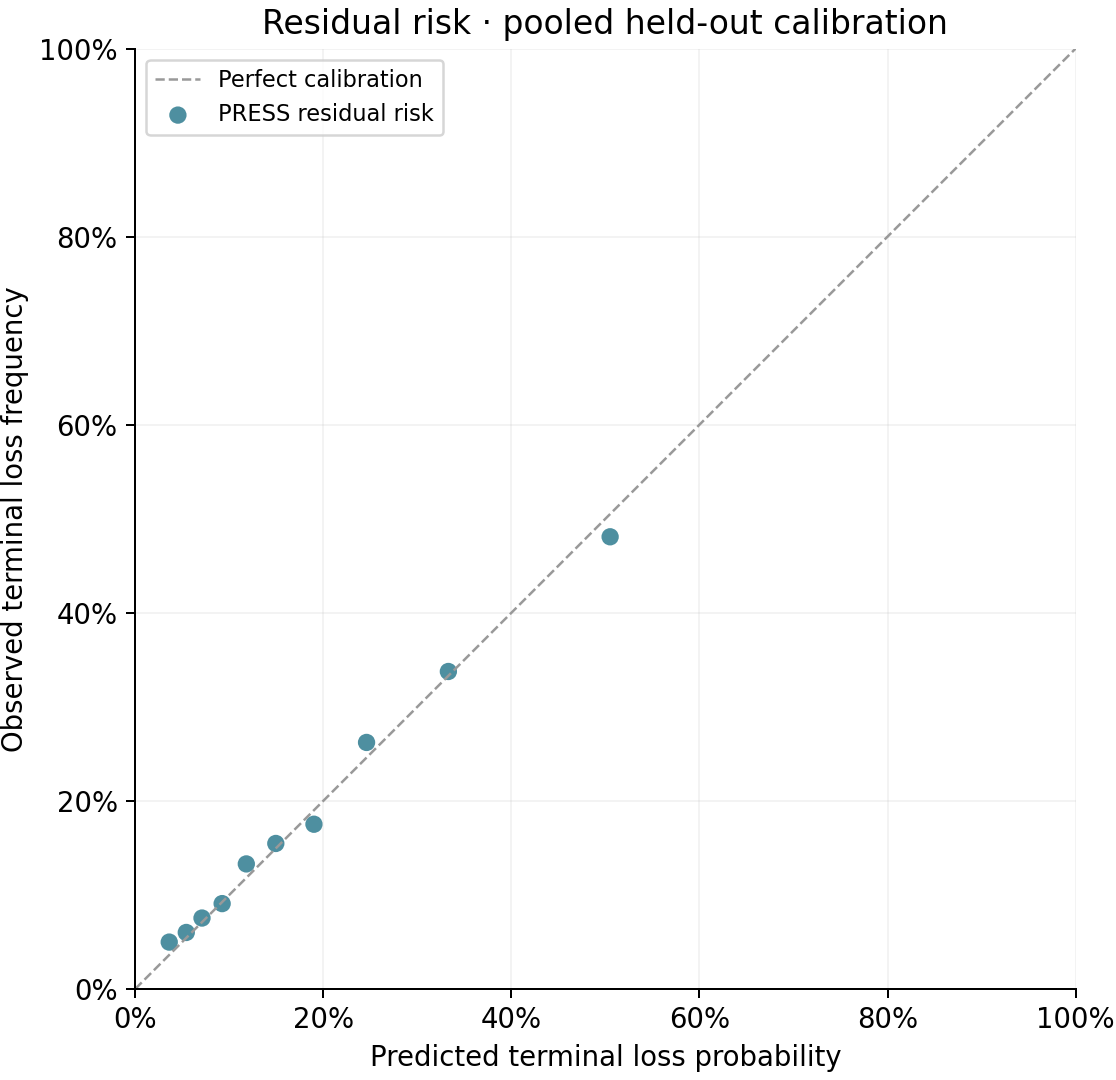 Residual risk · pooled held-out calibration
Perfect calibration
PRESS residual risk
Observed terminal loss frequency
100%
80%
60%
40%
20%
0%
0%
20%
40%
60%
80%
100%
Predicted terminal loss probability